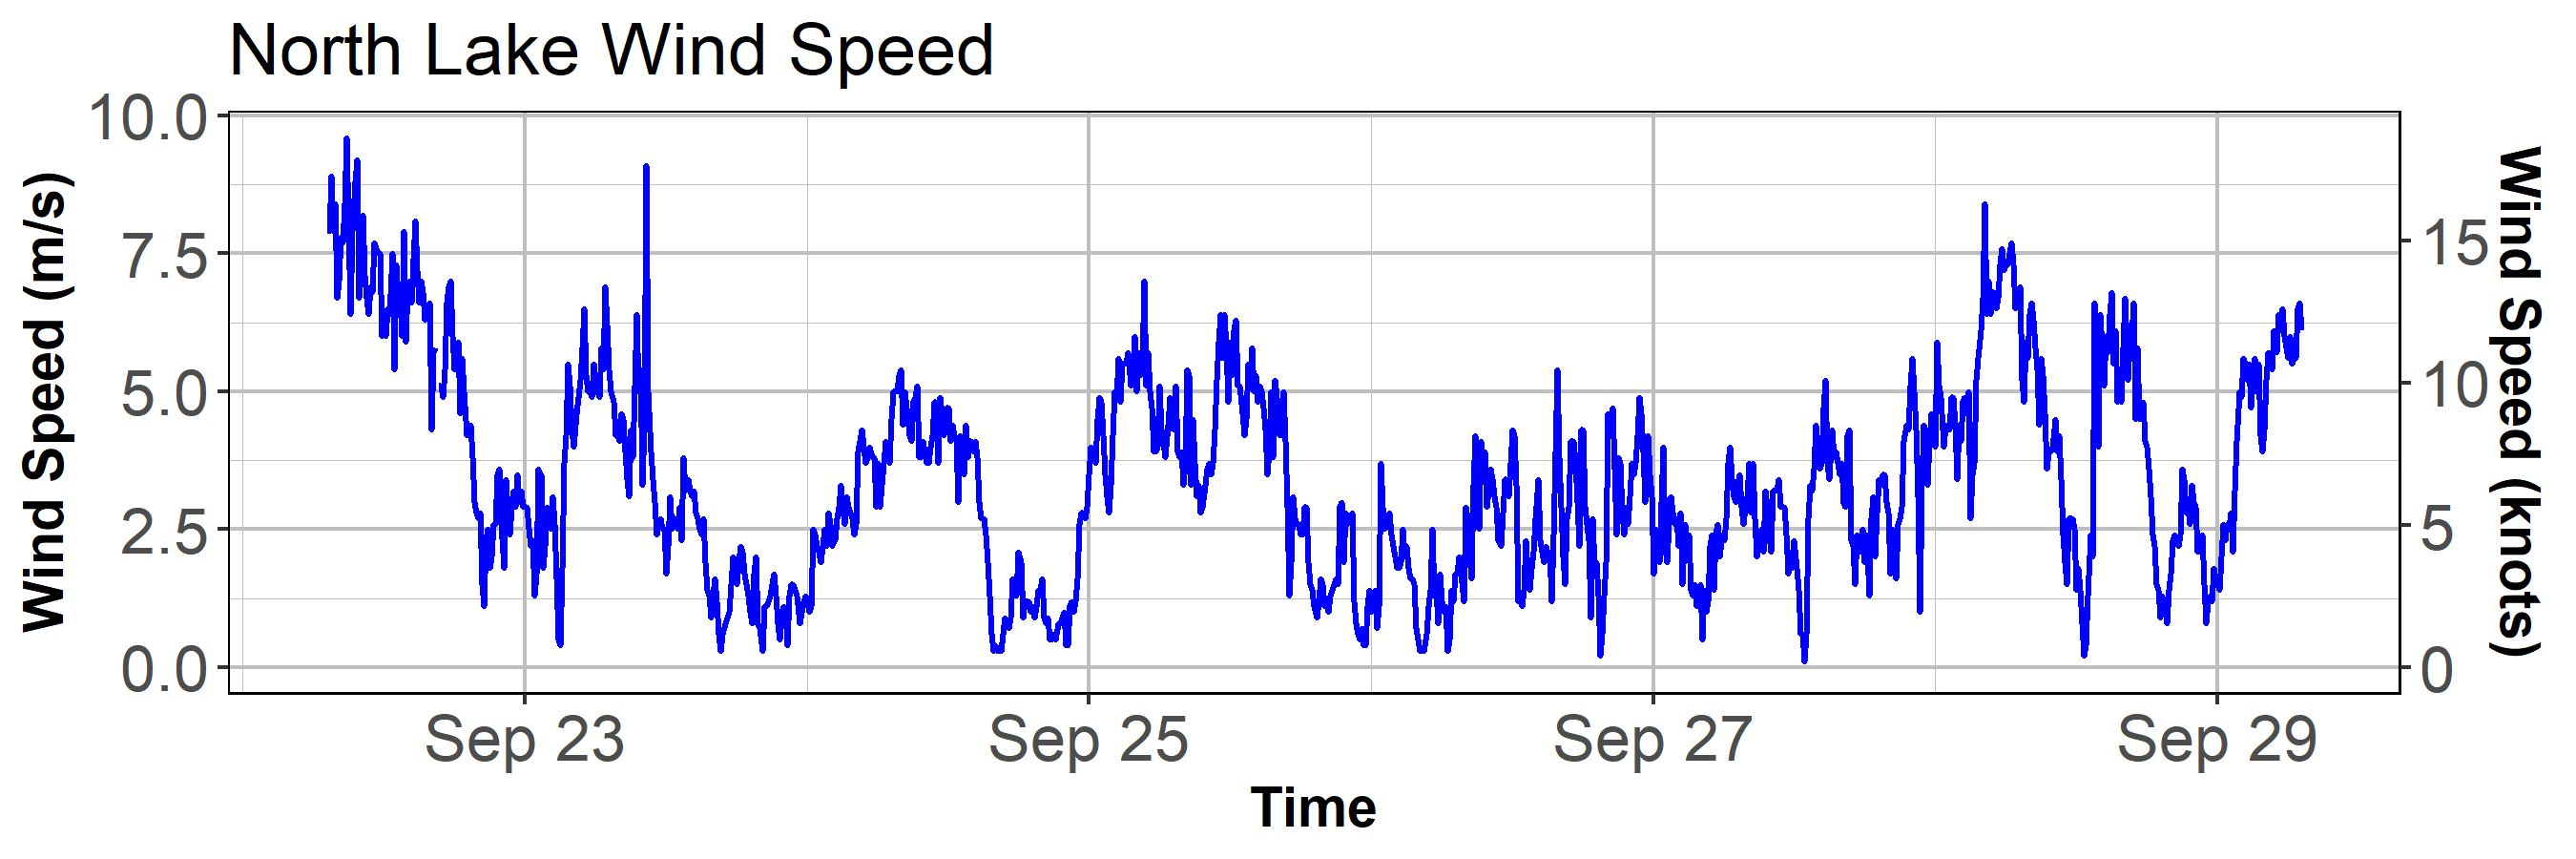 North Lake Wind Speed
Wind Speed (m/s)
10.0
7.5
5.0
2.5
0.0
Wind Speed (knots)
15
10
5
0
Sep 23 Sep 25 Sep 27 Sep 29
Time